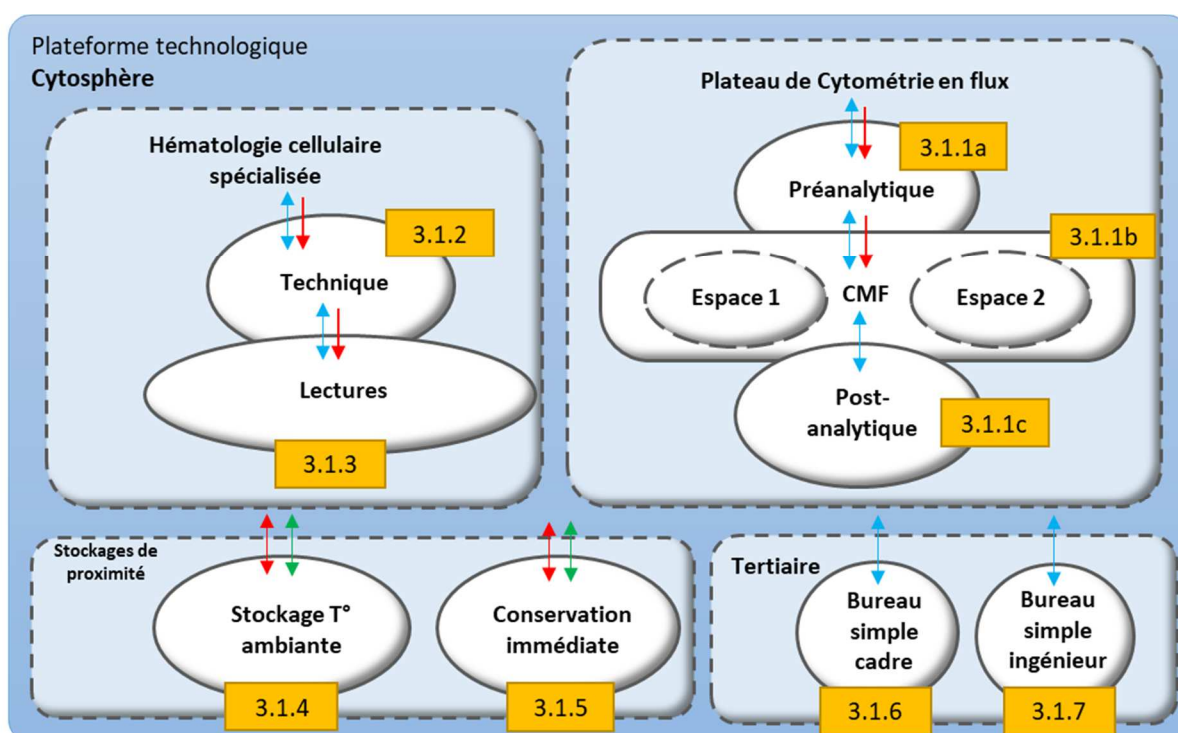 Plateforme technologique
Cytosphère
Hématologie cellulaire
spécialisée
3.1.2
Technique
Lectures
3.1.3
Plateau de Cytométrie en flux
3.1.1a
Préanalytique
3.1.1b
Espace 1
CMF
Espace 2
Post-
analytique
3.1.1c
Stockages de
proximité
Stockage T°
ambiante
3.1.4
Conservation
immédiate
3.1.5
Tertiaire
Bureau
simple
cadre
3.1.6
Bureau
simple
ingénieur
3.1.7